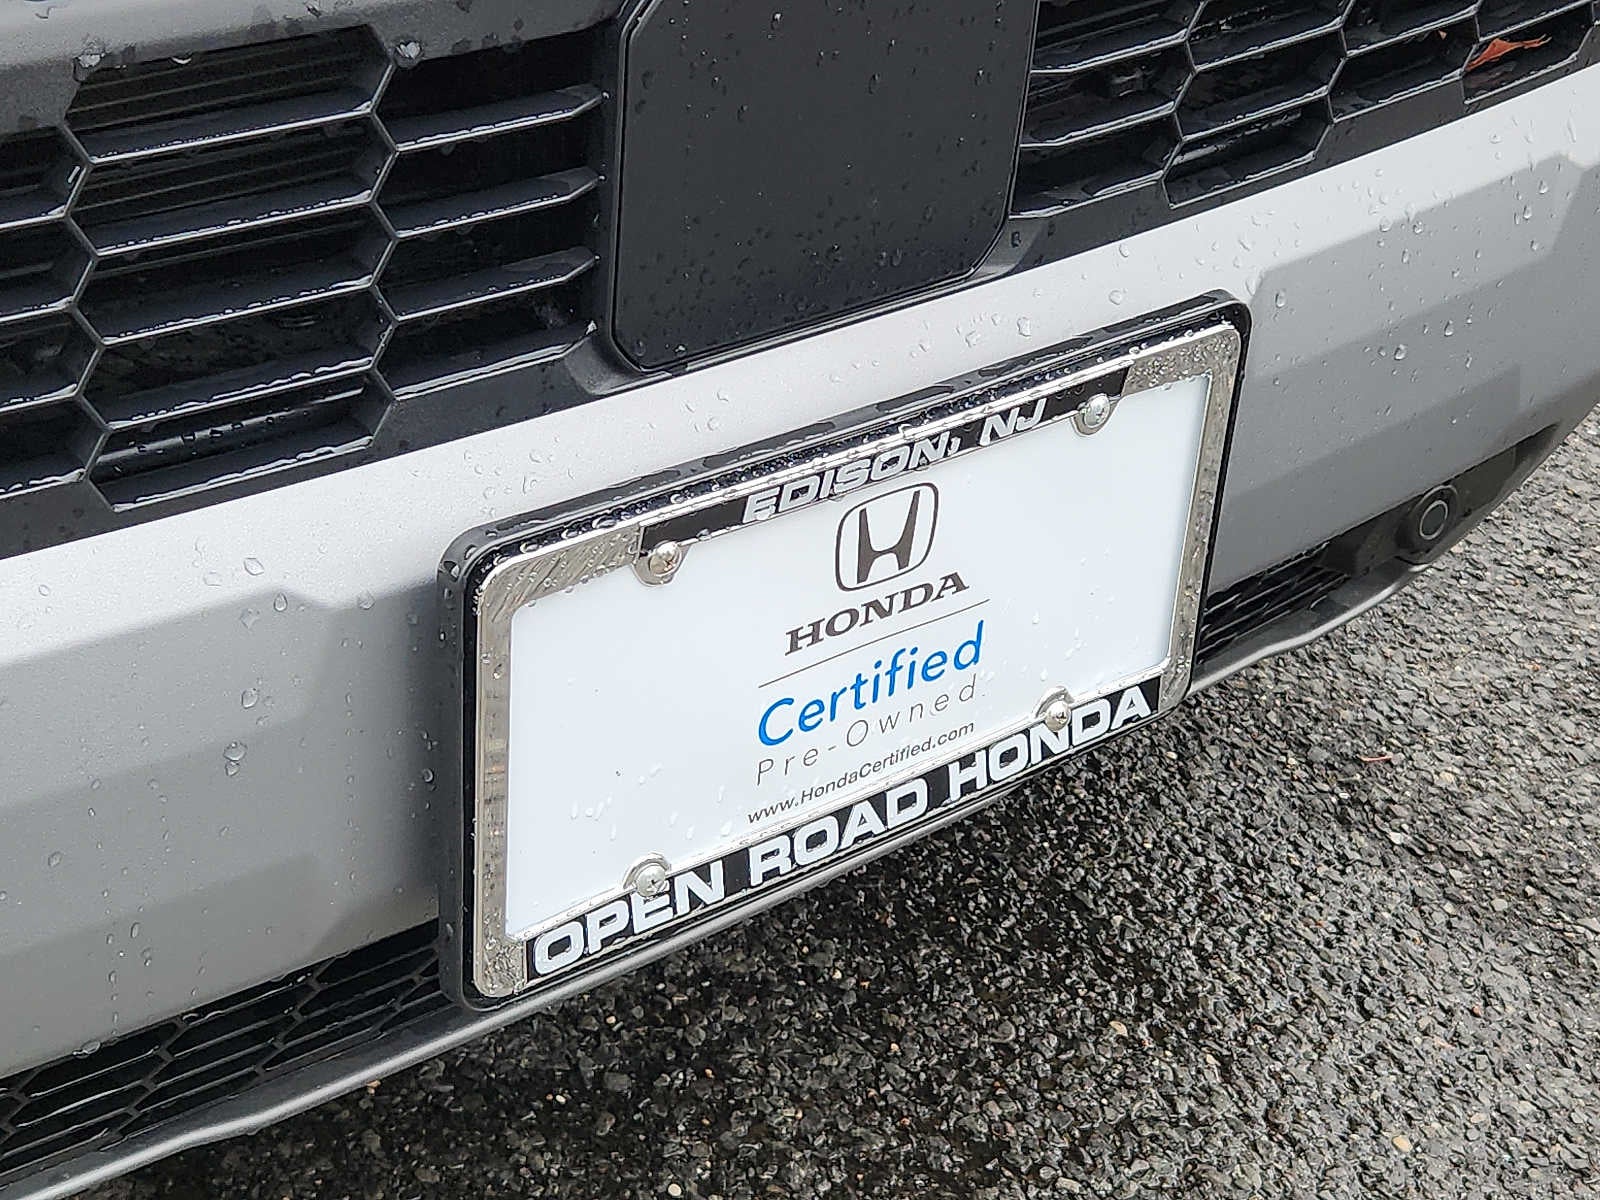 EDISON, NJ
HONDA
Certified
Pre-Owned
www.HondaCertified.com
OPEN ROAD HONDA